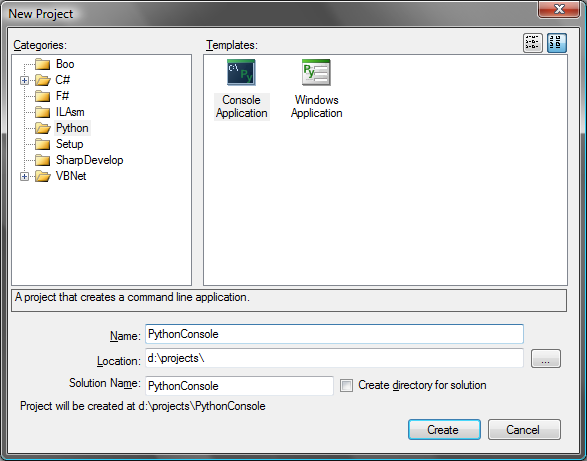 New Project
Categories:
Templates:
Boo
C#
F#
ILAsm
Python
Setup
SharpDevelop
VBNet
C:\ Py
Console
Application
Py
Windows
Application
A project that creates a command line application.
Name: PythonConsole
Location: d:\projects\ ...
Solution Name: PythonConsole Create directory for solution
Project will be created at d:\projects\PythonConsole
Create Cancel